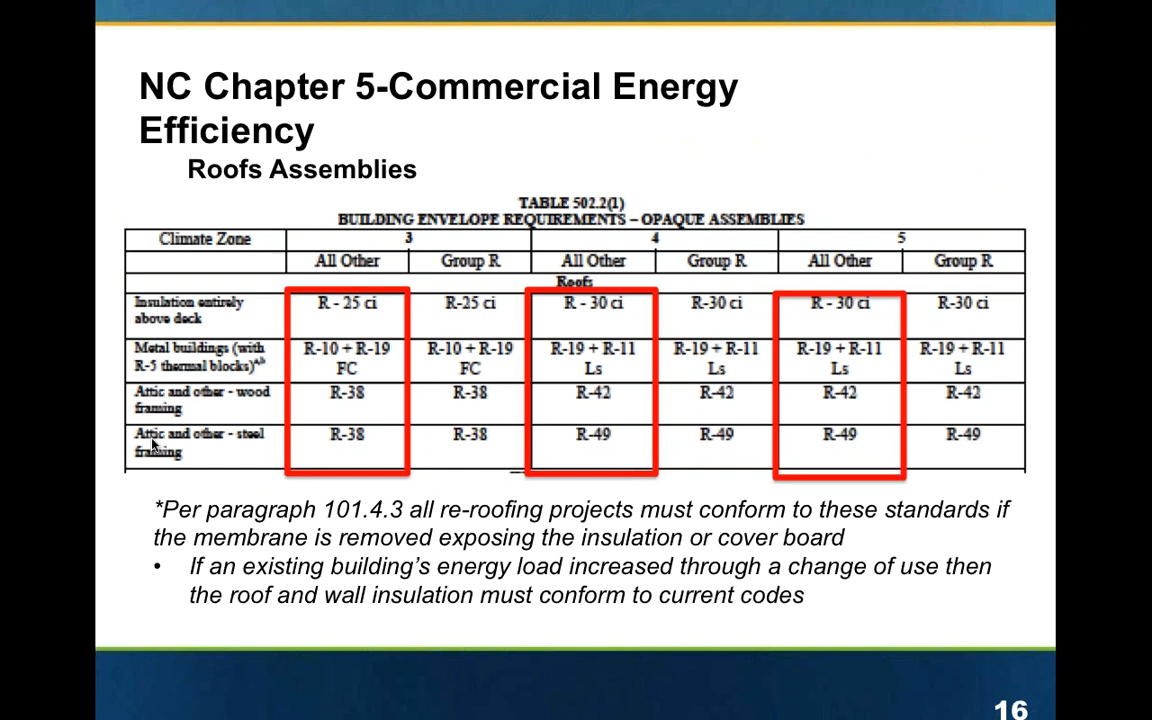 NC Chapter 5-Commercial Energy
Efficiency
Roofs Assemblies
TABLE 502.2(1)
BUILDING ENVELOPE REQUIREMENTS – OPAQUE ASSEMBLIES
Climate Zone 3 4 5
All Other Group R All Other Group R All Other Group R
Roofs
Insulation entirely R - 25 ci R-25 ci R - 30 ci R-30 ci R - 30 ci R-30 ci
above deck
Metal buildings (with R-10 + R-19 R-10 + R-19 R-19 + R-11 R-19 + R-11 R-19 + R-11 R-19 + R-11
R-5 thermal blocks)a,b FC FC Ls Ls Ls Ls
Attic and other - wood R-38 R-38 R-42 R-42 R-42 R-42
framing
Attic and other - steel R-38 R-38 R-49 R-49 R-49 R-49
framing
*Per paragraph 101.4.3 all re-roofing projects must conform to these standards if
the membrane is removed exposing the insulation or cover board
• If an existing building’s energy load increased through a change of use then
the roof and wall insulation must conform to current codes
16